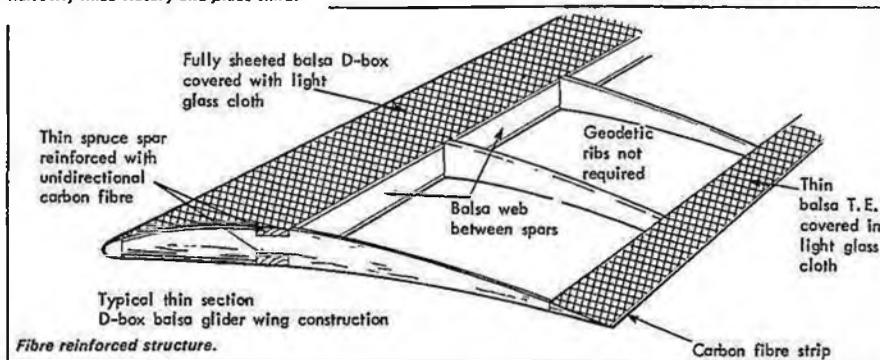 Fully sheeted balsa D-box
covered with light
glass cloth
Thin spruce spar
reinforced with
unidirectional
carbon fibre
Geodetic
ribs not
required
Balsa web
between spars
Thin
balsa T. E.
covered in
light glass
cloth
Typical thin section
D-box balsa glider wing construction
Carbon fibre strip
Fibre reinforced structure.